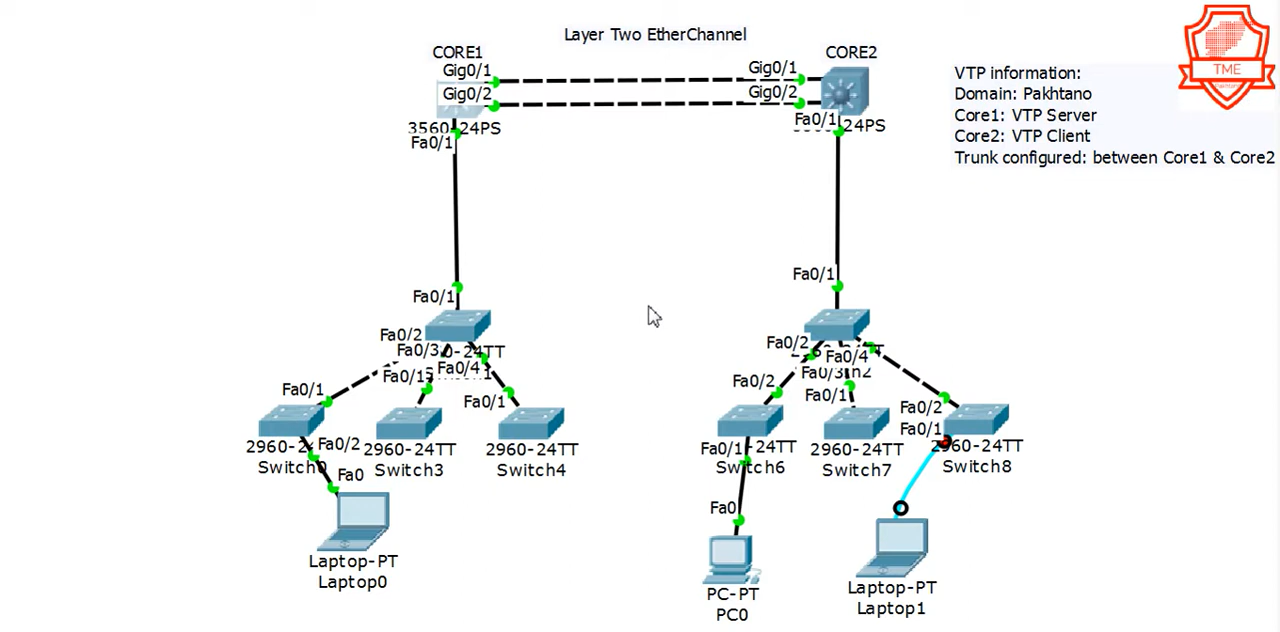 Layer Two EtherChannel
CORE1
CORE2
Gig0/1
Gig0/1
Gig0/2
Gig0/2
3560-24PS
Fa0/1
Fa0/1
24PS
VTP information:
Domain: Pakhtano
Core1: VTP Server
Core2: VTP Client
Trunk configured: between Core1 & Core2
TME
Fa0/1
Fa0/1
Fa0/2
Fa0/3
0-24TT
Fa0/4
Fa0/1
Fa0/1
Fa0/1
Fa0/2
Fa0/4
Fa0/3
Fa0/2
Fa0/1
Fa0/2
Fa0/1
2960-24TT
Switch3
2960-24TT
Switch4
Fa0/2
Fa0
Fa0/1
24TT
Switch6
2960-24TT
Switch7
2960-24TT
Switch8
Fa0
Laptop-PT
Laptop0
PC-PT
PC0
Laptop-PT
Laptop1